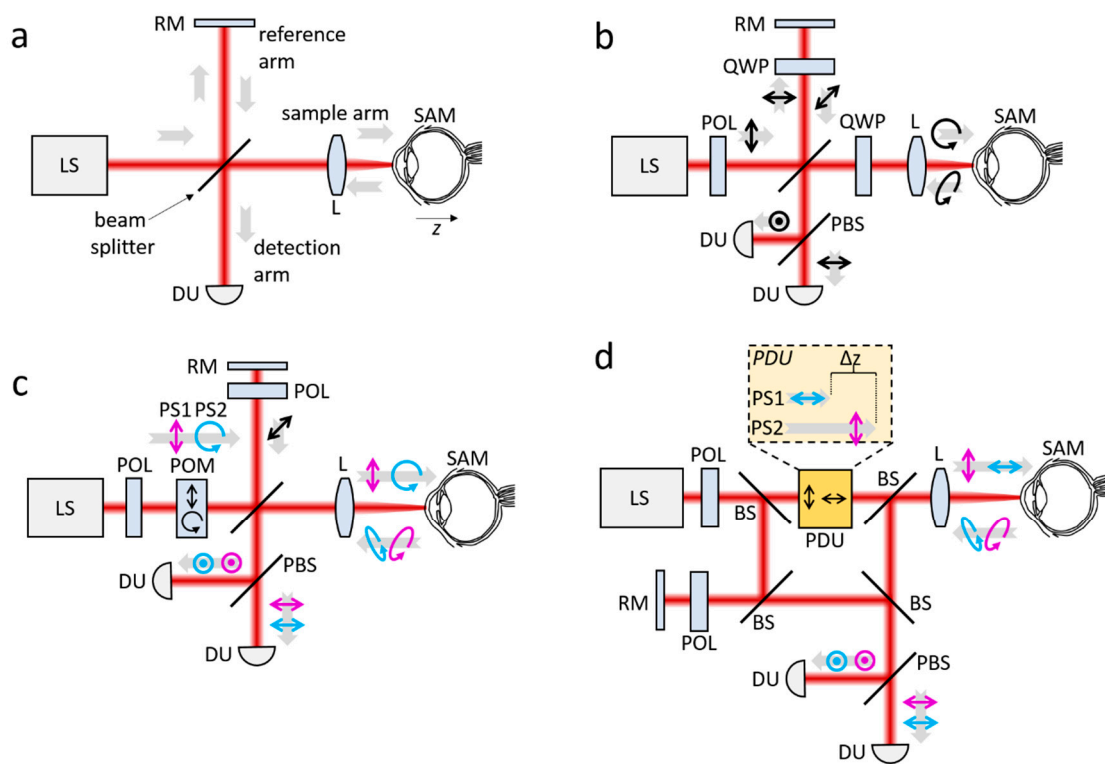 a
RM
reference
arm
sample arm
SAM
LS
L
beam
splitter
z
detection
arm
DU
b
RM
QWP
POL
QWP
L
SAM
LS
DU
PBS
DU
c
RM
POL
PS1 PS2
POL
POM
L
SAM
LS
DU
PBS
DU
d
PDU
Δz
PS1
PS2
POL
L
SAM
LS
BS
BS
PDU
RM
BS
BS
POL
DU
PBS
DU